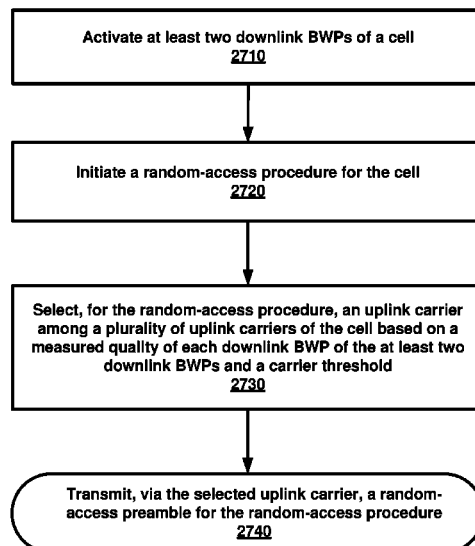 Activate at least two downlink BWPs of a cell
2710
Initiate a random-access procedure for the cell
2720
Select, for the random-access procedure, an uplink carrier
among a plurality of uplink carriers of the cell based on a
measured quality of each downlink BWP of the at least two
downlink BWPs and a carrier threshold
2730
Transmit, via the selected uplink carrier, a random-
access preamble for the random-access procedure
2740